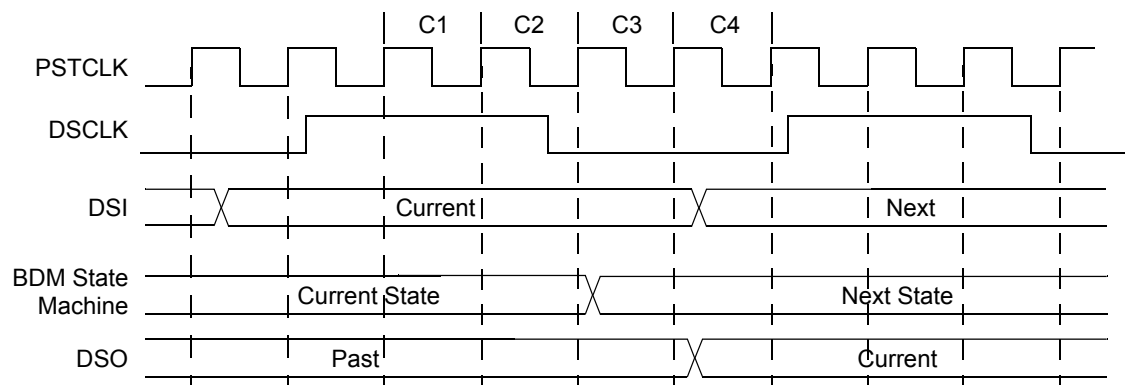 C1 C2 C3 C4
PSTCLK
DSCLK
DSI Current Next
BDM State
Machine Current State Next State
DSO Past Current